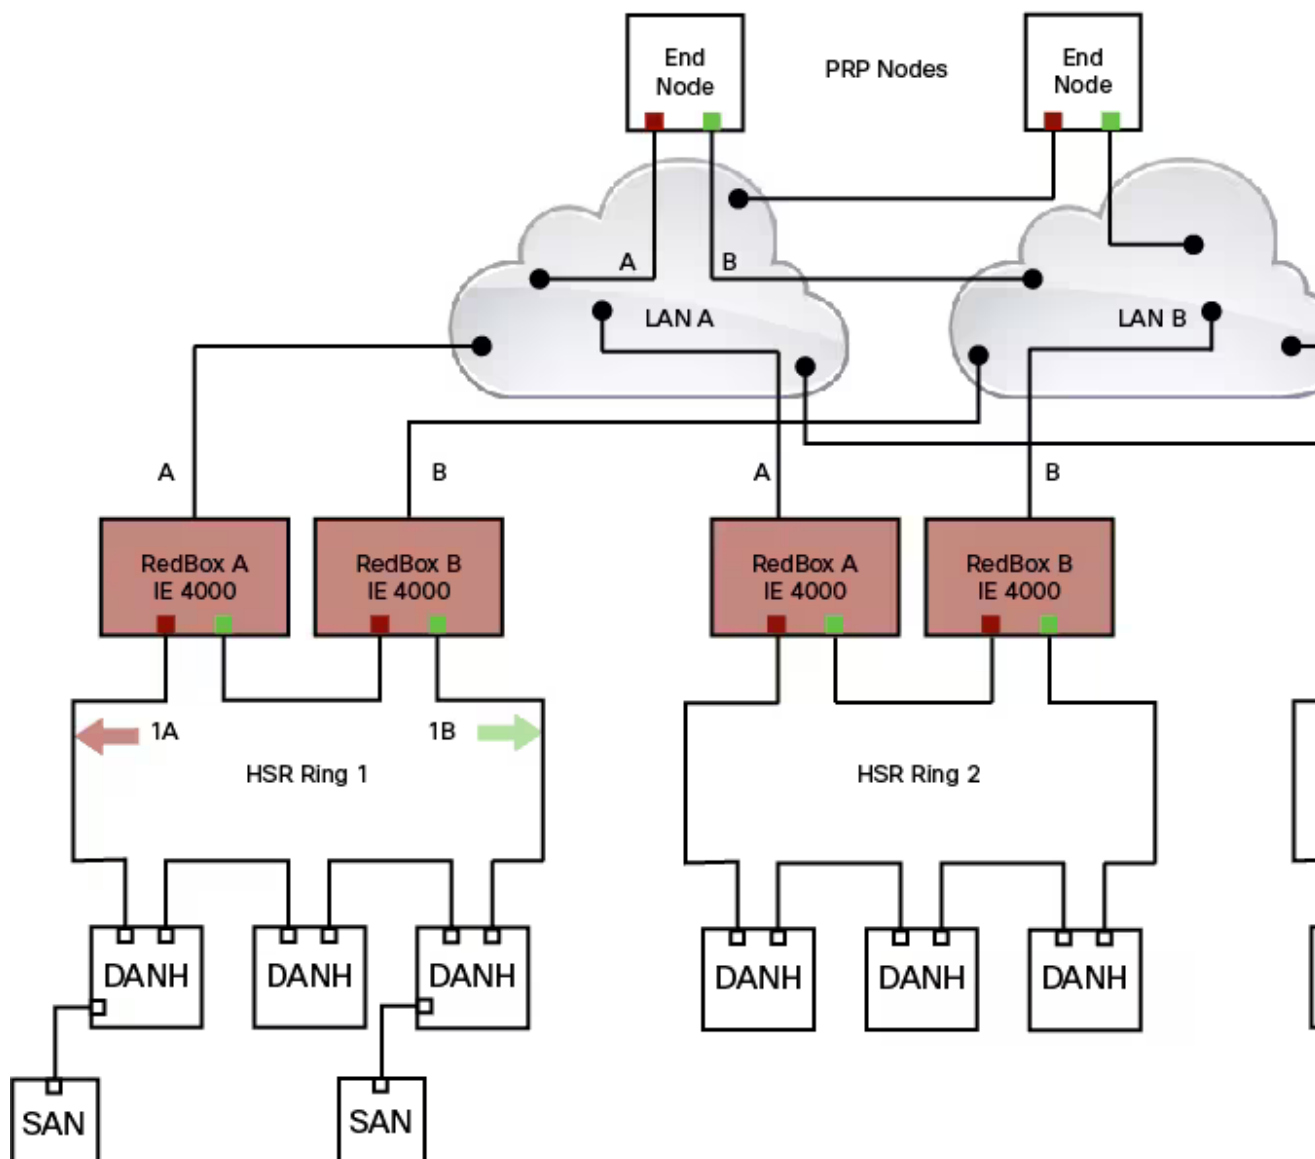 End
Node
PRP Nodes
End
Node
A
B
LAN A
LAN B
A
B
A
B
RedBox A
IE 4000
RedBox B
IE 4000
RedBox A
IE 4000
RedBox B
IE 4000
1A
1B
HSR Ring 1
HSR Ring 2
DANH
DANH
DANH
DANH
DANH
DANH
SAN
SAN